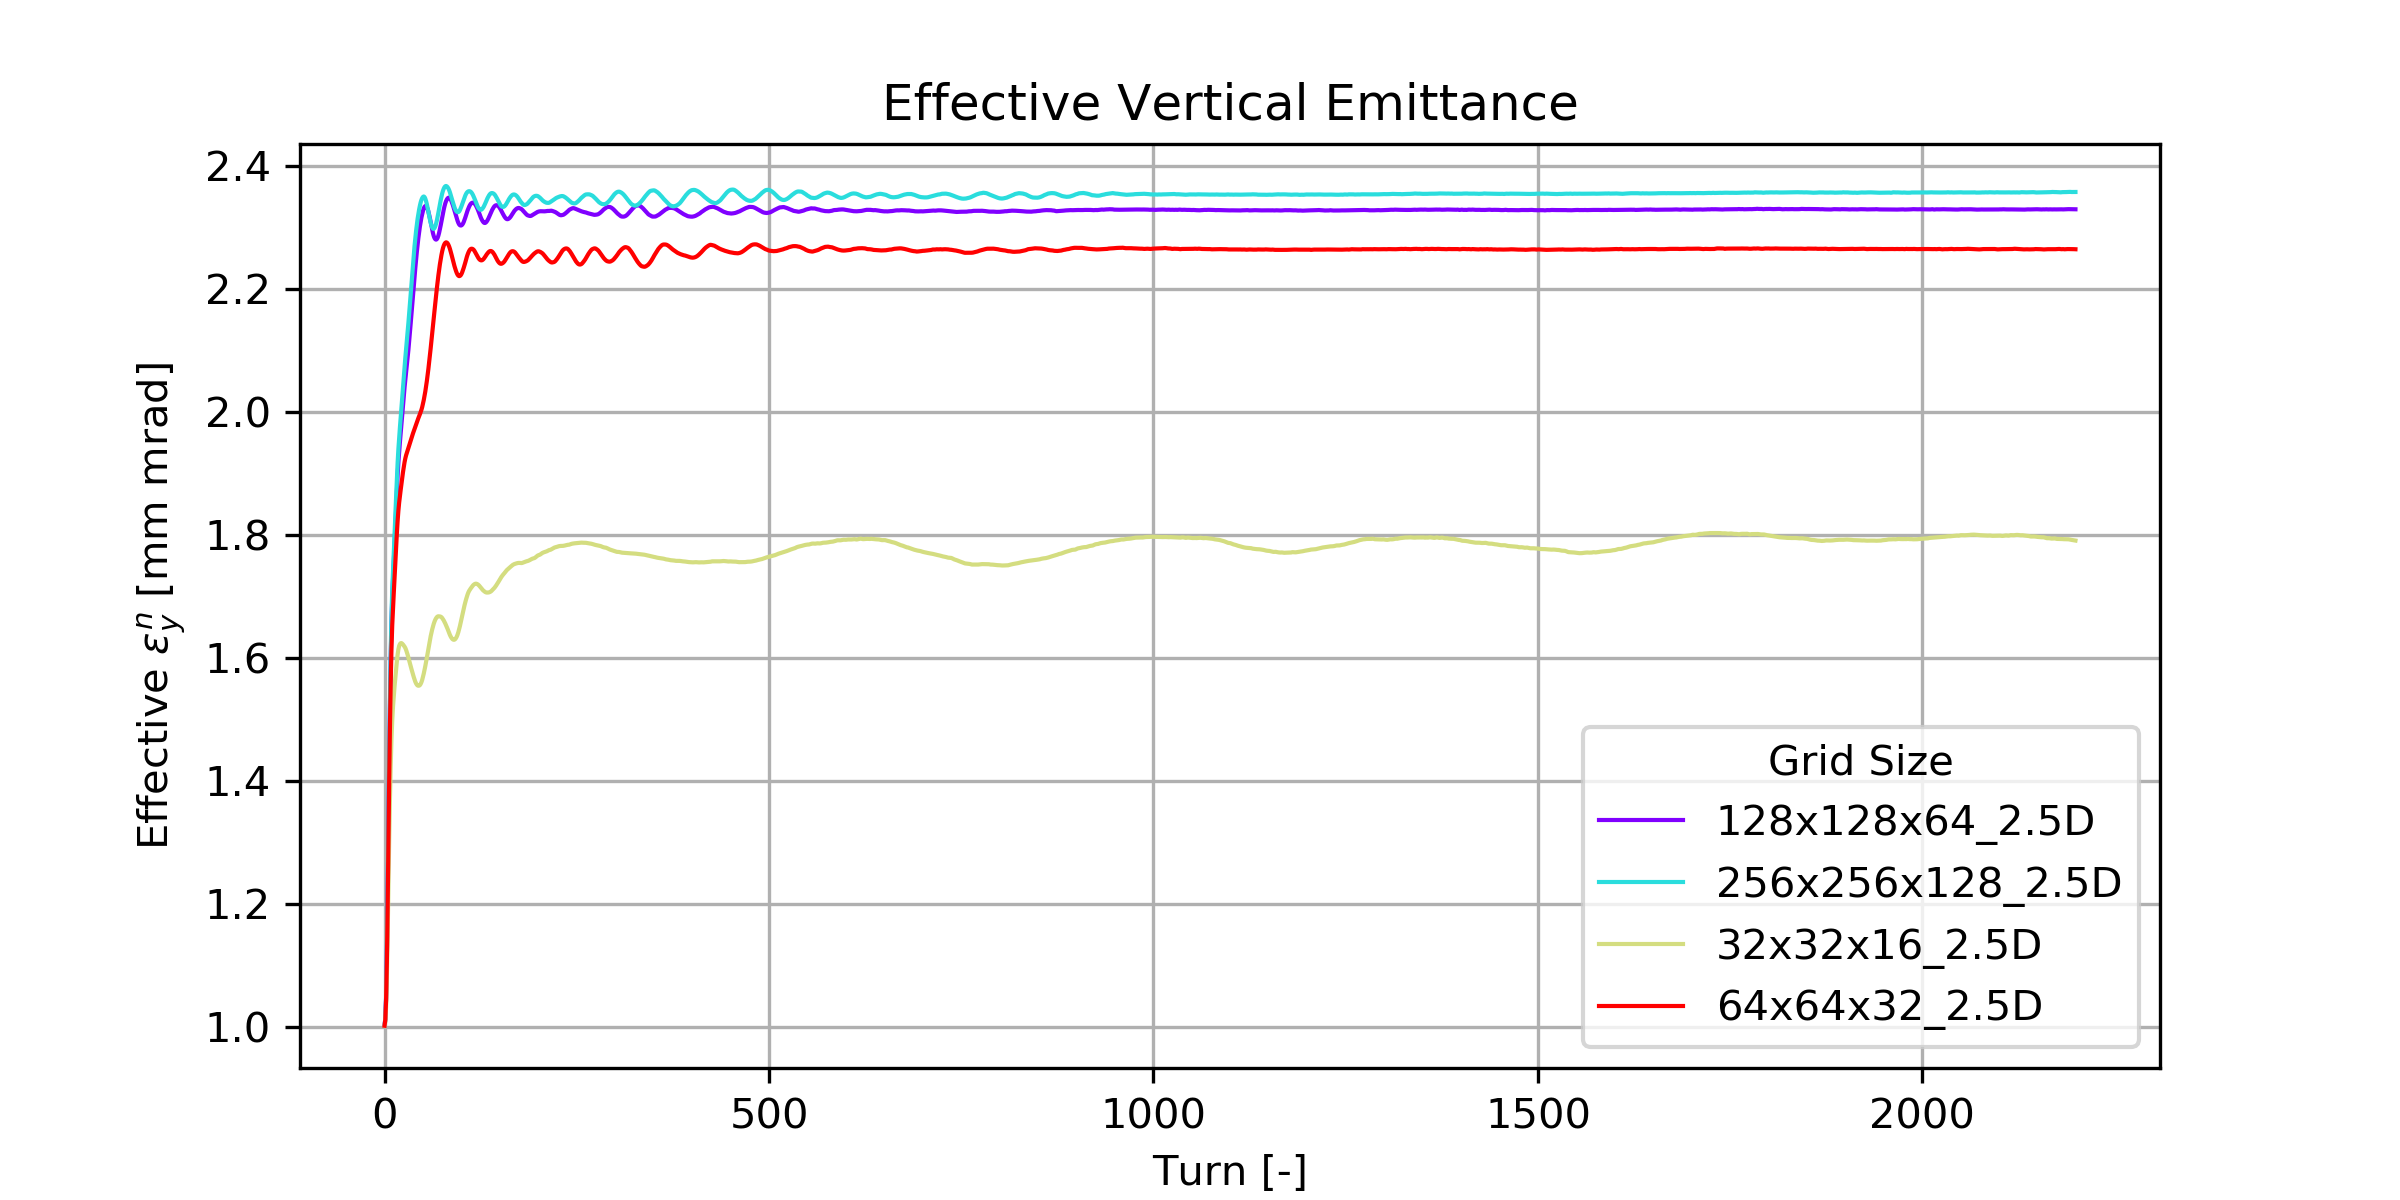 Effective Vertical Emittance
Effective εⁿ_y [mm mrad]
2.4
2.2
2.0
1.8
1.6
1.4
1.2
1.0
0 500 1000 1500 2000
Turn [-]
Grid Size
128x128x64_2.5D
256x256x128_2.5D
32x32x16_2.5D
64x64x32_2.5D